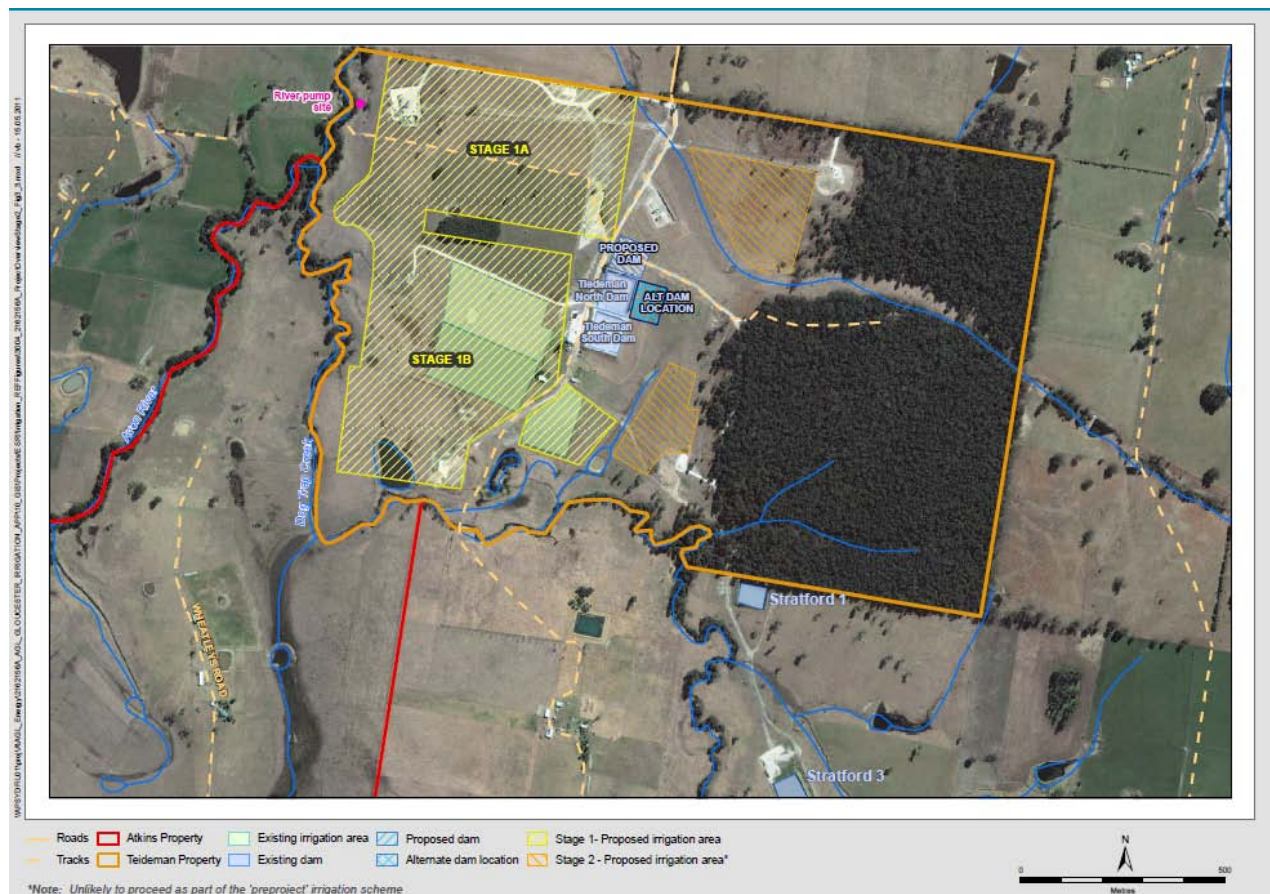 River pump
site
STAGE 1A
PROPOSED
DAM
Tiedeman
North Dam
ALT DAM
LOCATION
Tiedeman
South Dam
STAGE 1B
Avon River
Dog Trap Creek
WHEATLEYS ROAD
Stratford 1
Stratford 3
Roads
Atkins Property
Existing irrigation area
Proposed dam
Stage 1- Proposed irrigation area
Tracks
Teideman Property
Existing dam
Alternate dam location
Stage 2 - Proposed irrigation area*
N
0
500
Metres
*Note: Unlikely to proceed as part of the 'preproject' irrigation scheme